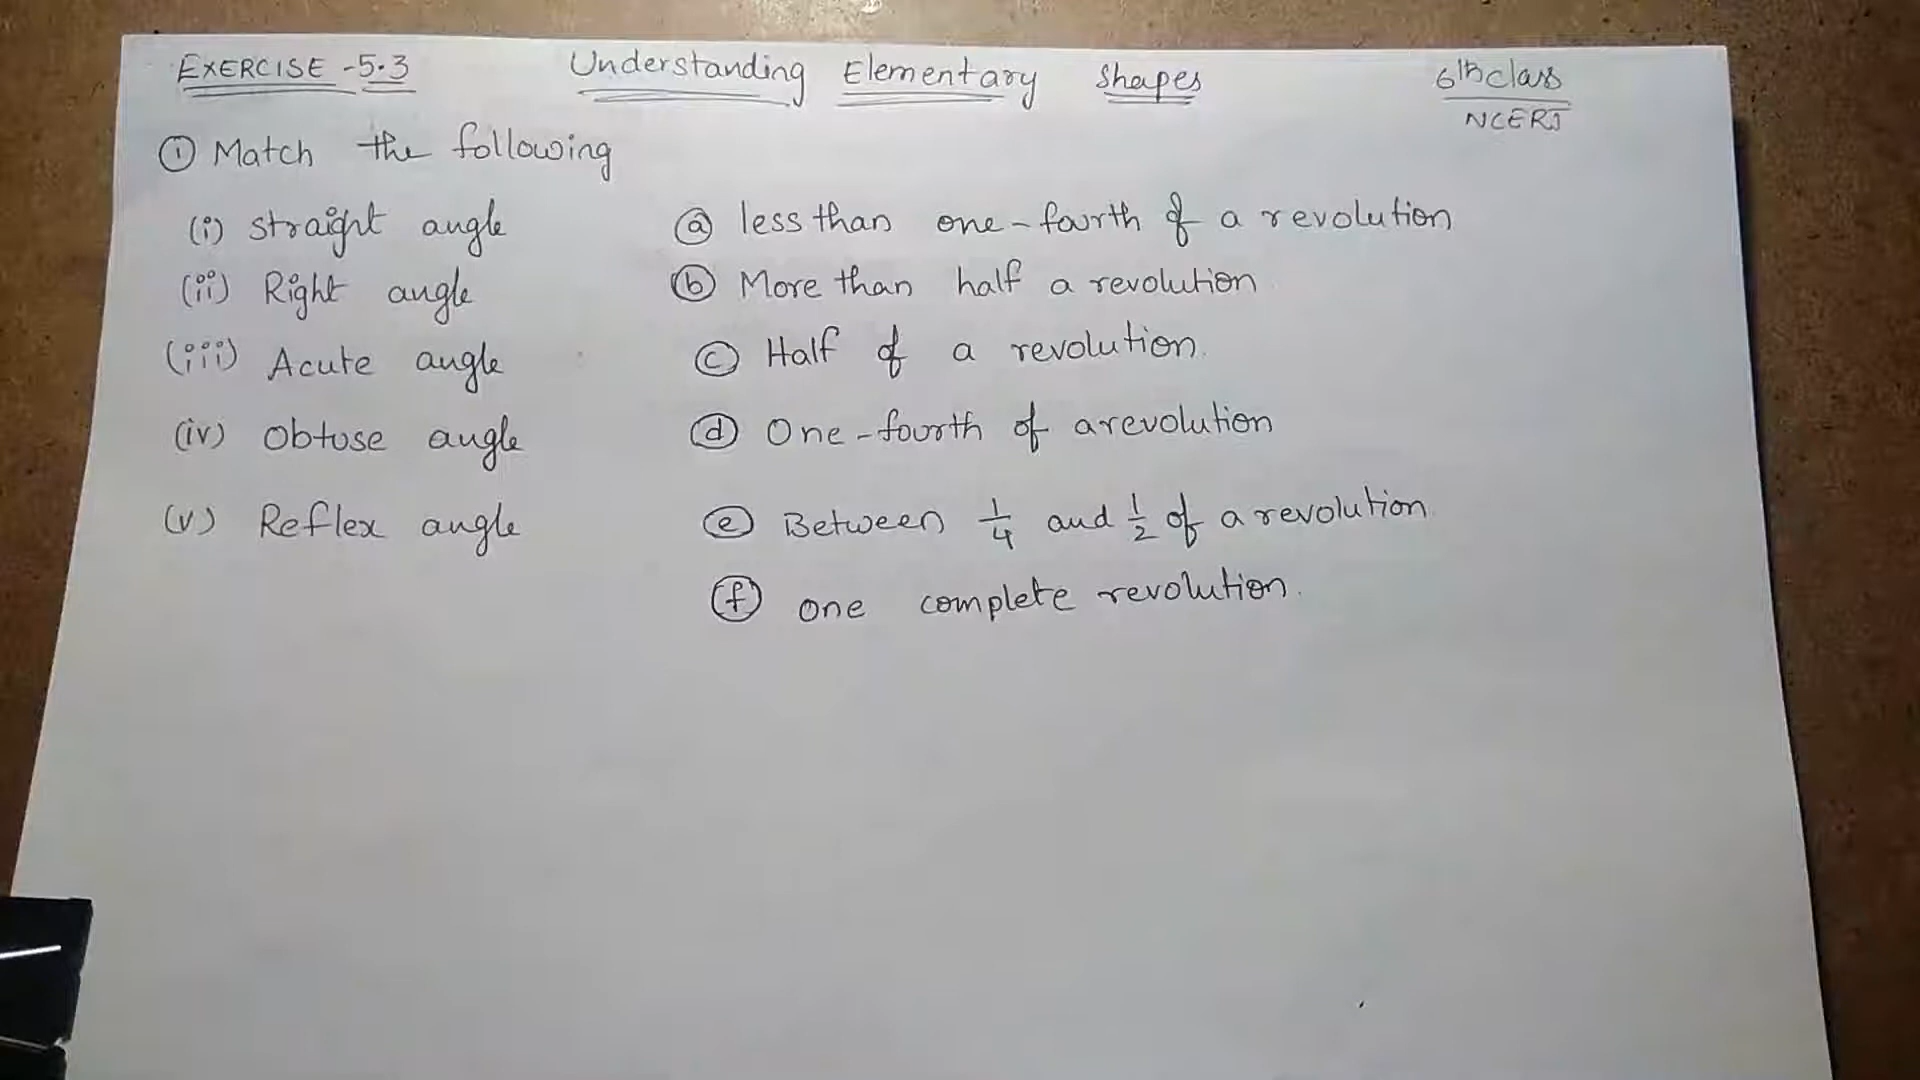 EXERCISE -5.3 Understanding Elementary Shapes 6th class
NCERT
① Match the following
(i) straight angle ⓐ less than one-fourth of a revolution
(ii) Right angle ⓑ More than half a revolution
(iii) Acute angle ⓒ Half of a revolution.
(iv) Obtuse angle ⓓ One-fourth of a revolution
(v) Reflex angle ⓔ Between 1/4 and 1/2 of a revolution.
ⓕ one complete revolution.